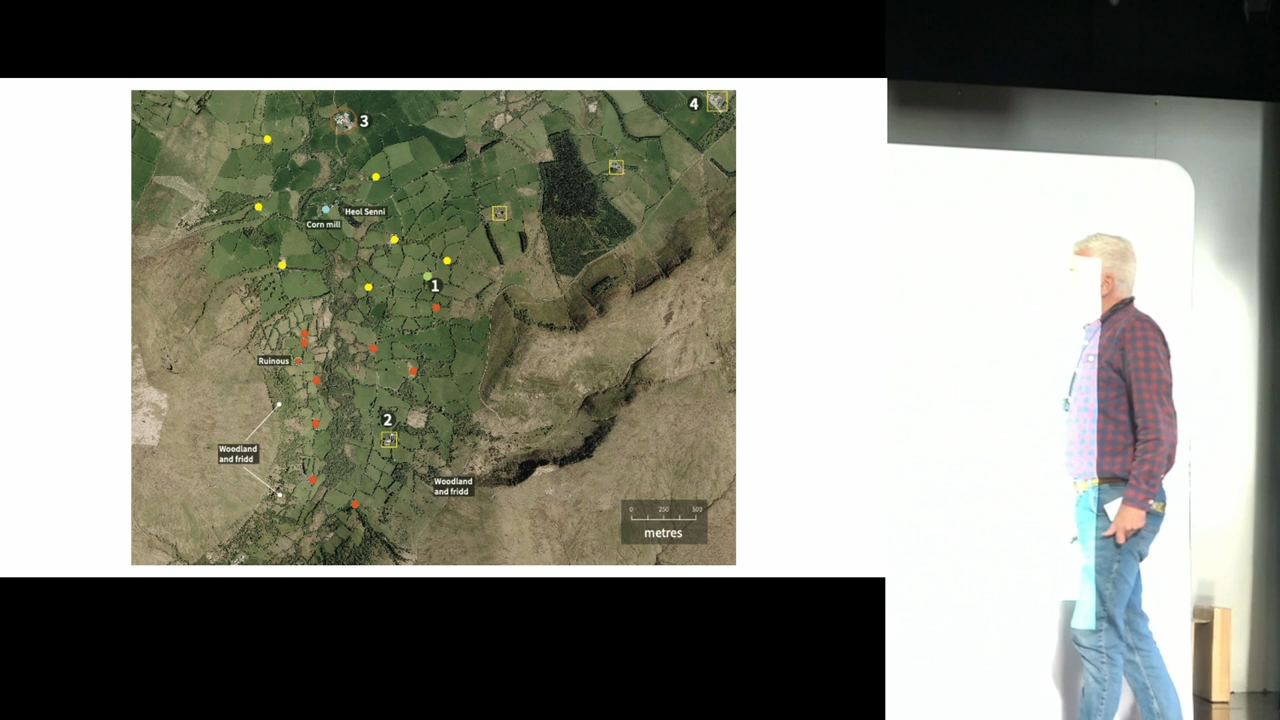 4
3
Heol Senni
Corn mill
1
Ruinous
2
Woodland
and fridd
Woodland
and fridd
0 250 500
metres